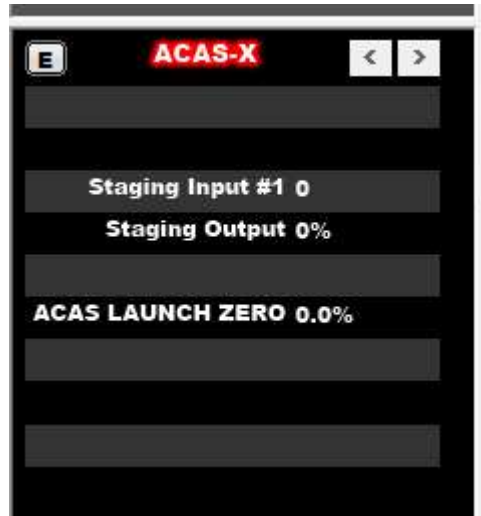 E ACAS-X < >
Staging Input #1 0
Staging Output 0%
ACAS LAUNCH ZERO 0.0%